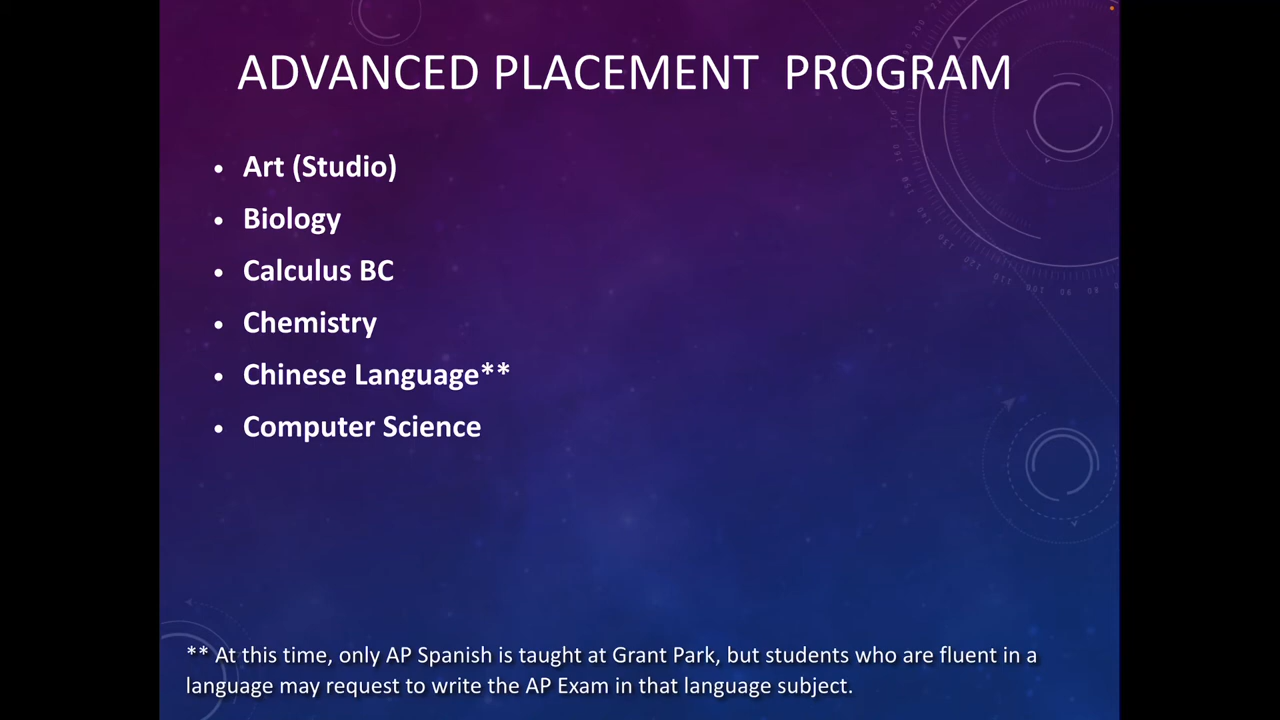 ADVANCED PLACEMENT PROGRAM
• Art (Studio)
• Biology
• Calculus BC
• Chemistry
• Chinese Language**
• Computer Science
** At this time, only AP Spanish is taught at Grant Park, but students who are fluent in a
language may request to write the AP Exam in that language subject.